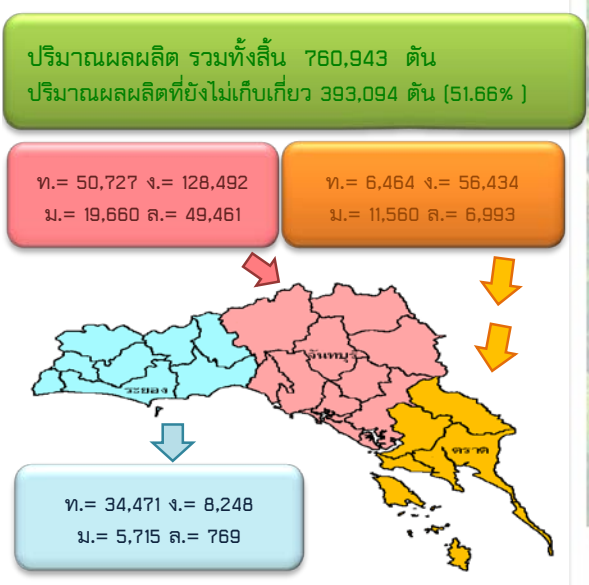 ปริมาณผลผลิต รวมทั้งสิ้น 760,943 ตัน
ปริมาณผลผลิตที่ยังไม่เก็บเกี่ยว 393,094 ตัน (51.66% )
ท.= 50,727 ง.= 128,492
ม.= 19,660 ล.= 49,461
ท.= 6,464 ง.= 56,434
ม.= 11,560 ล.= 6,993
จันทบุรี
ระยอง
ตราด
ท.= 34,471 ง.= 8,248
ม.= 5,715 ล.= 769